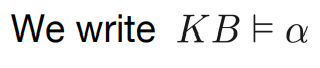 We write KB ⊨ α